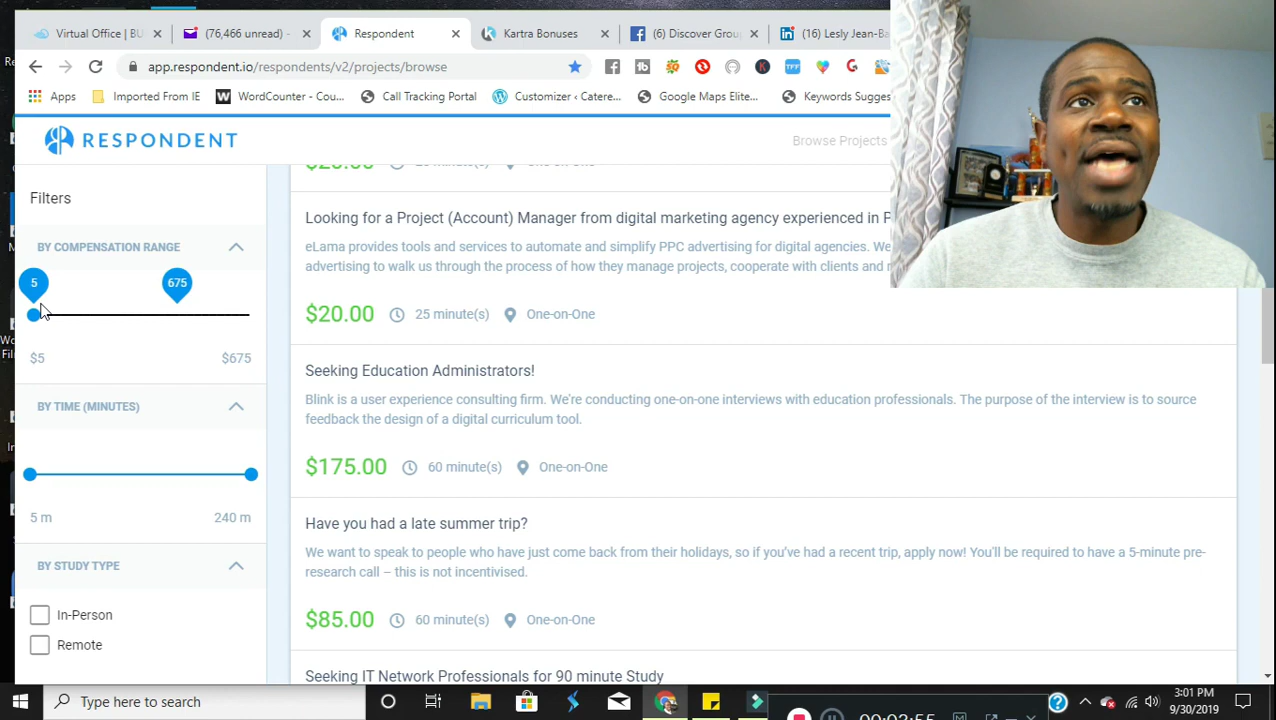 Virtual Office | BU
(76,466 unread) -
Respondent
Kartra Bonuses
(6) Discover Grou
(16) Lesly Jean-Ba
app.respondent.io/respondents/v2/projects/browse
Apps
Imported From IE
WordCounter - Cou...
Call Tracking Portal
Customizer ‹ Catere...
Google Maps Elite...
Keywords Sugges
RESPONDENT
Browse Projects
Filters
BY COMPENSATION RANGE
5
675
$5
$675
BY TIME (MINUTES)
5 m
240 m
BY STUDY TYPE
In-Person
Remote
Looking for a Project (Account) Manager from digital marketing agency experienced in P
eLama provides tools and services to automate and simplify PPC advertising for digital agencies. We
advertising to walk us through the process of how they manage projects, cooperate with clients and
$20.00 25 minute(s) One-on-One
Seeking Education Administrators!
Blink is a user experience consulting firm. We're conducting one-on-one interviews with education professionals. The purpose of the interview is to source
feedback the design of a digital curriculum tool.
$175.00 60 minute(s) One-on-One
Have you had a late summer trip?
We want to speak to people who have just come back from their holidays, so if you've had a recent trip, apply now! You'll be required to have a 5-minute pre-
research call – this is not incentivised.
$85.00 60 minute(s) One-on-One
Seeking IT Network Professionals for 90 minute Study
Type here to search
3:01 PM
9/30/2019
00:03:55